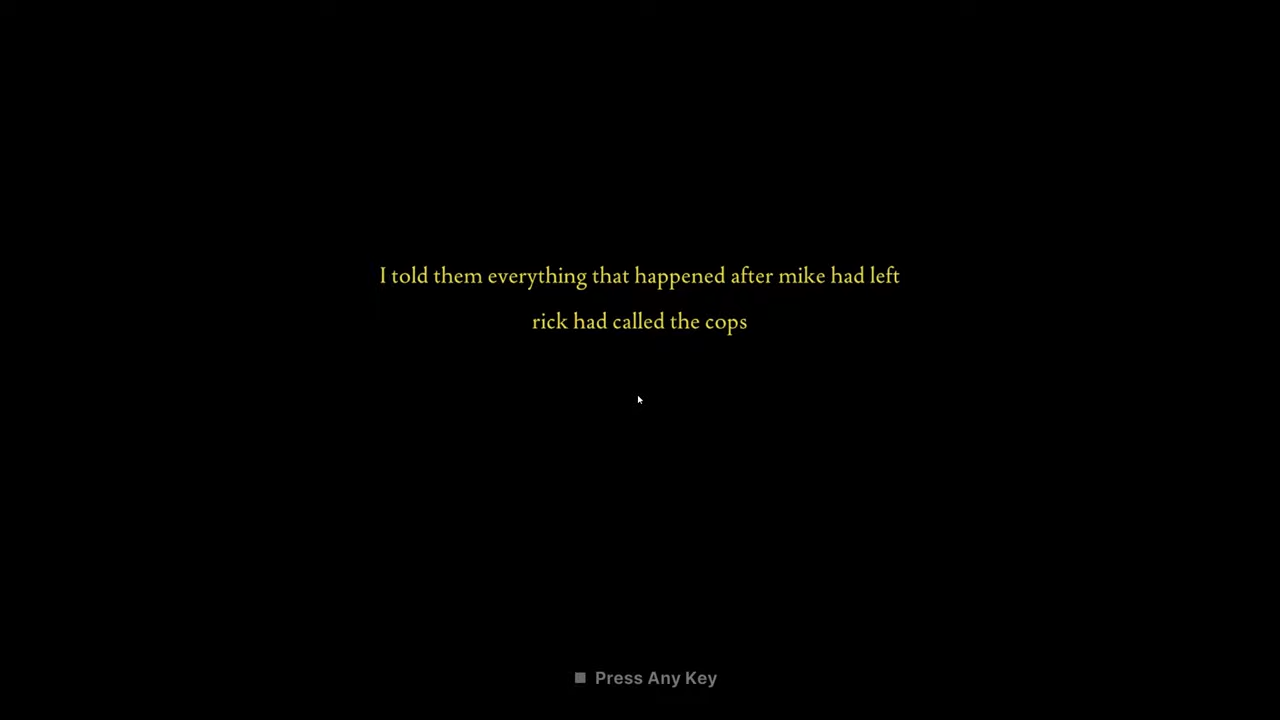 I told them everything that happened after mike had left
rick had called the cops
Press Any Key